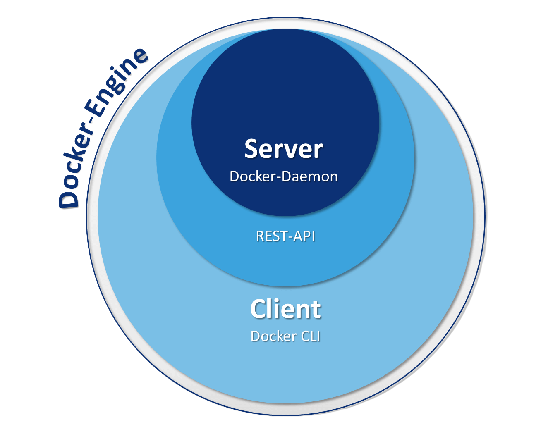 Docker-Engine
Server
Docker-Daemon
REST-API
Client
Docker CLI